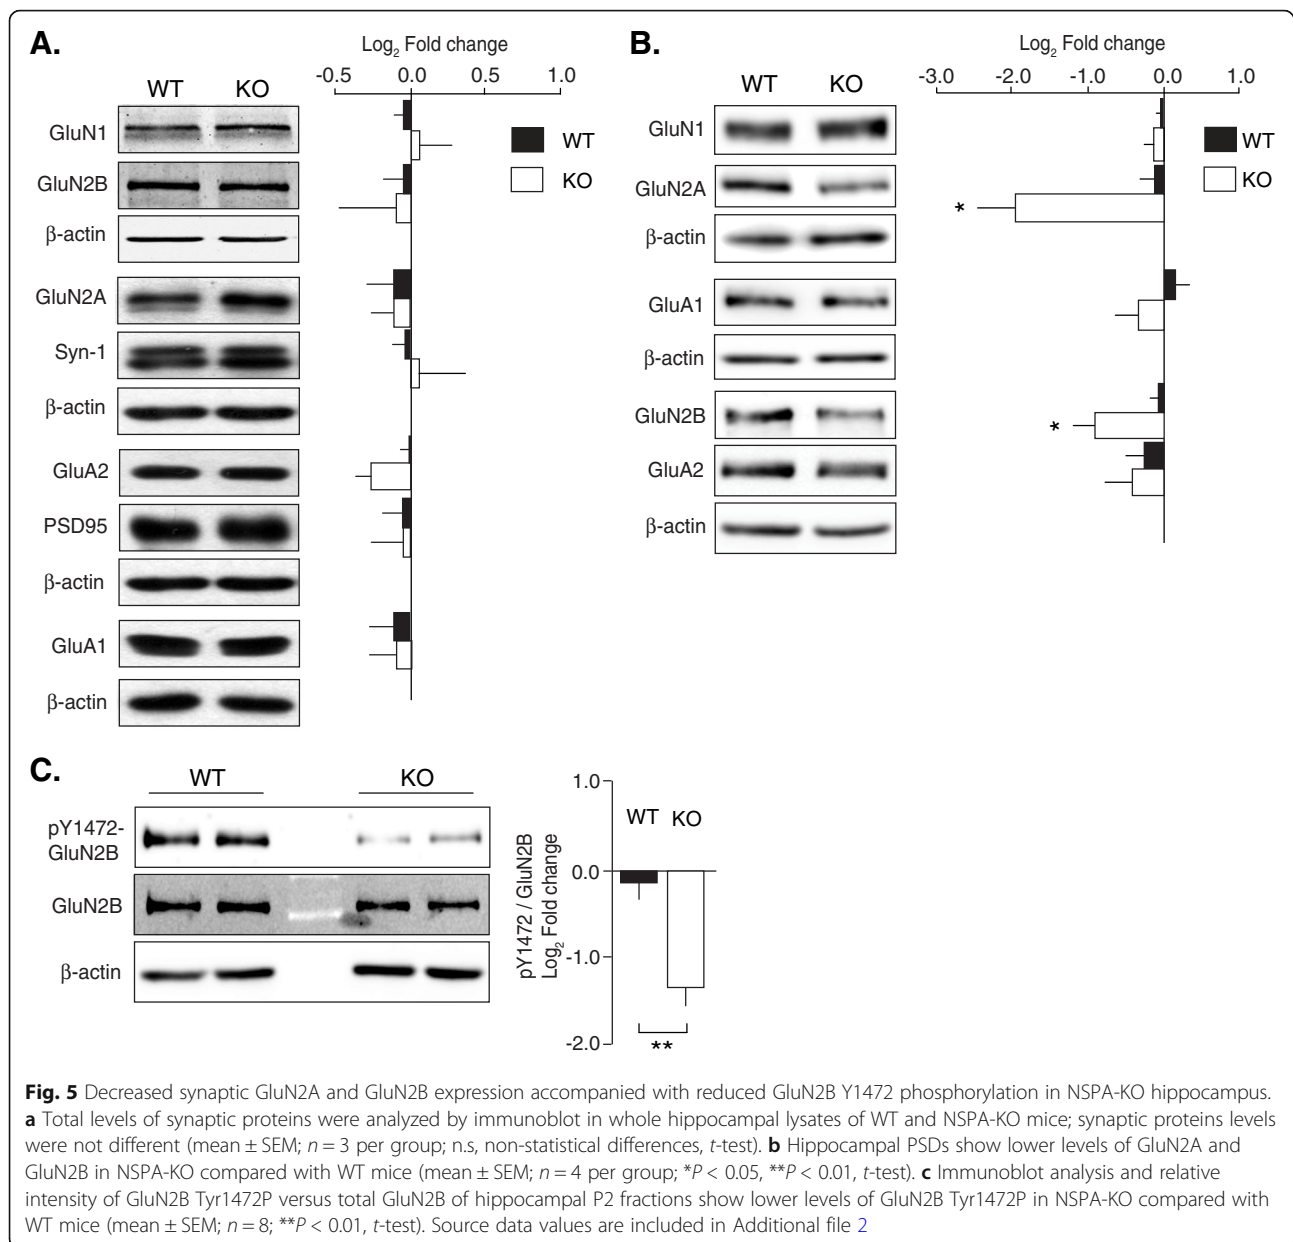 A.
Log2 Fold change
-0.5 0.0 0.5 1.0
WT KO
GluN1
GluN2B
β-actin
GluN2A
Syn-1
β-actin
GluA2
PSD95
β-actin
GluA1
β-actin
WT
KO
B.
Log2 Fold change
-3.0 -2.0 -1.0 0.0 1.0
WT KO
GluN1
GluN2A
*
β-actin
GluA1
β-actin
GluN2B
*
GluA2
β-actin
WT
KO
C.
WT KO
pY1472-
GluN2B
GluN2B
β-actin
pY1472 / GluN2B
Log2 Fold change
1.0
0.0
-1.0
-2.0
WT
KO
**
Fig. 5 Decreased synaptic GluN2A and GluN2B expression accompanied with reduced GluN2B Y1472 phosphorylation in NSPA-KO hippocampus.
a Total levels of synaptic proteins were analyzed by immunoblot in whole hippocampal lysates of WT and NSPA-KO mice; synaptic proteins levels
were not different (mean ± SEM; n = 3 per group; n.s, non-statistical differences, t-test). b Hippocampal PSDs show lower levels of GluN2A and
GluN2B in NSPA-KO compared with WT mice (mean ± SEM; n = 4 per group; *P < 0.05, **P < 0.01, t-test). c Immunoblot analysis and relative
intensity of GluN2B Tyr1472P versus total GluN2B of hippocampal P2 fractions show lower levels of GluN2B Tyr1472P in NSPA-KO compared with
WT mice (mean ± SEM; n = 8; **P < 0.01, t-test). Source data values are included in Additional file 2